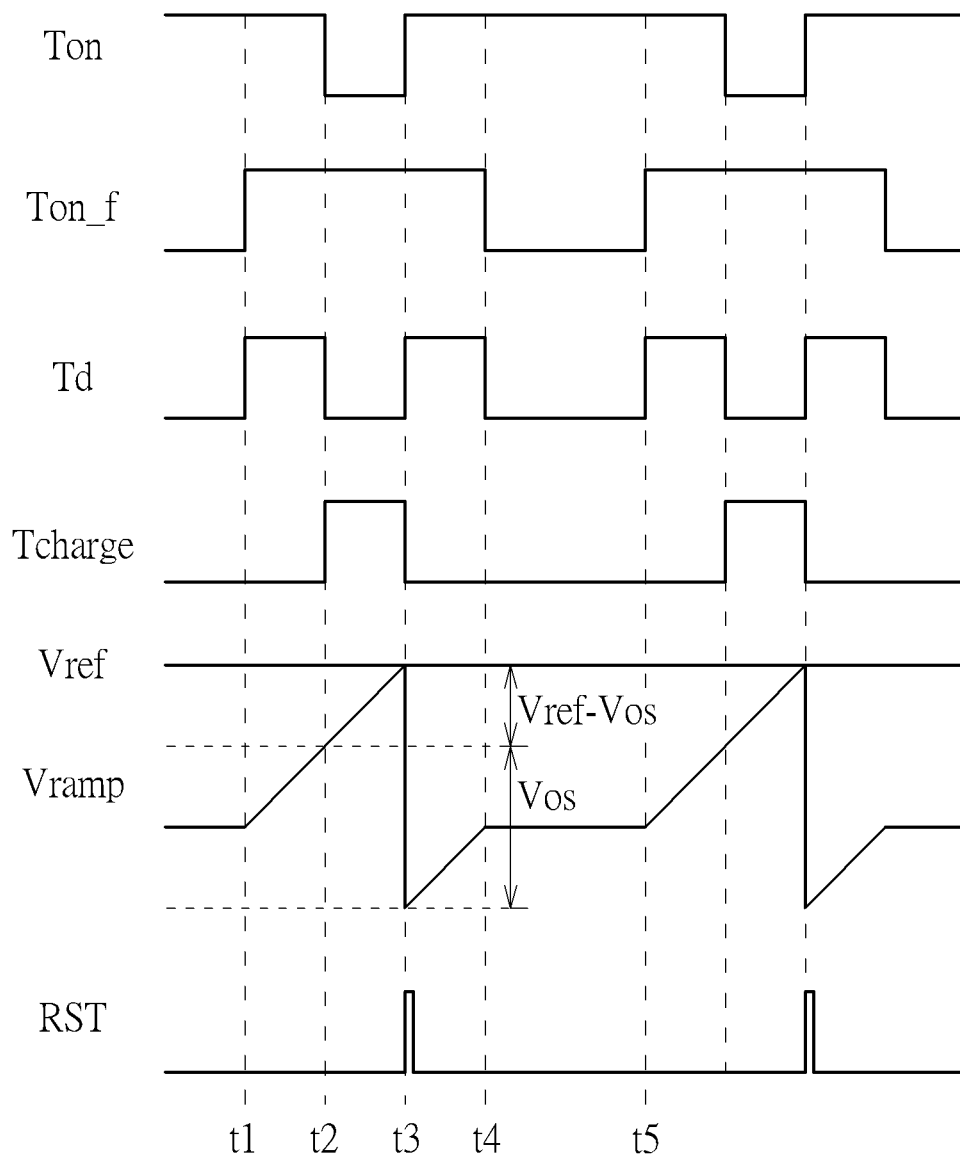 Ton
Ton_f
Td
Tcharge
Vref
Vref-Vos
Vramp
Vos
RST
t1 t2 t3 t4 t5